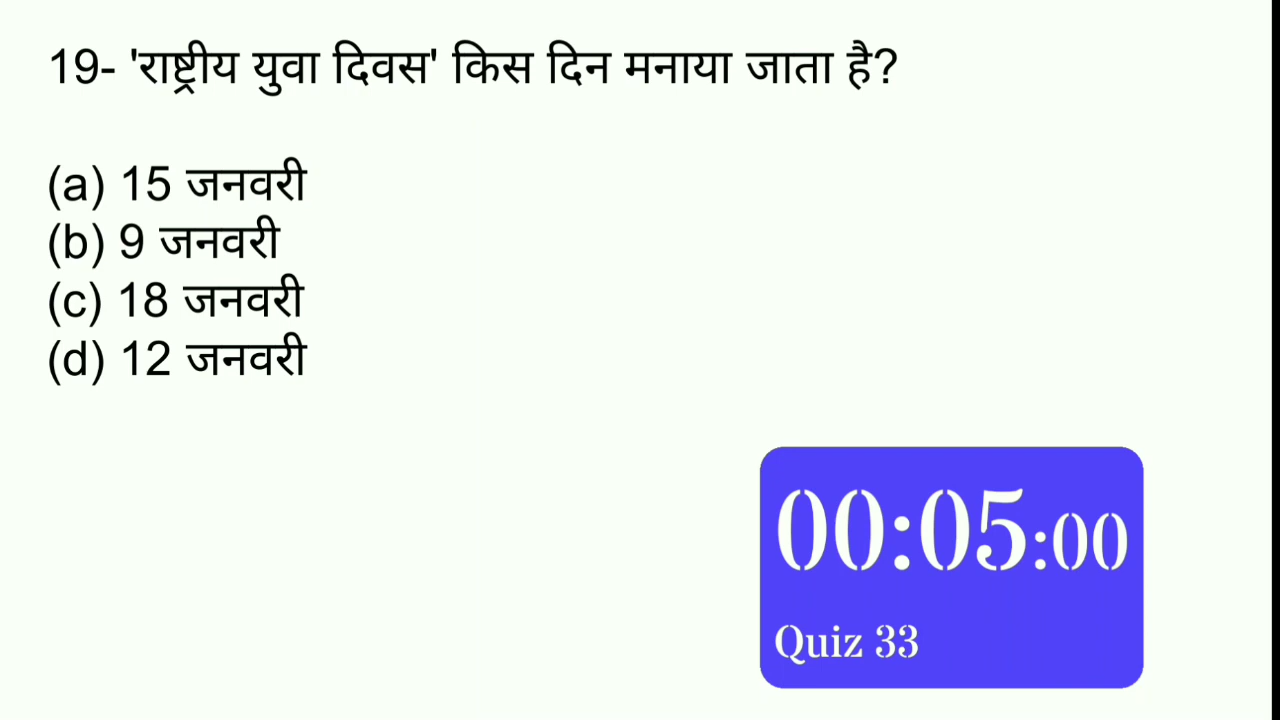 19- 'राष्ट्रीय युवा दिवस' किस दिन मनाया जाता है?
(a) 15 जनवरी
(b) 9 जनवरी
(c) 18 जनवरी
(d) 12 जनवरी
00:05:00
Quiz 33